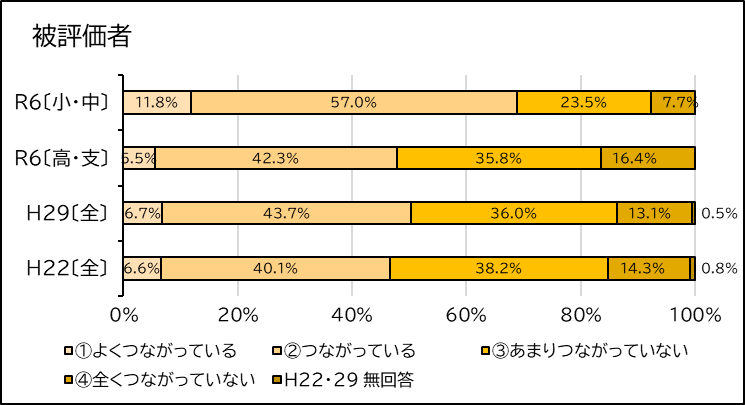 被評価者
R6〔小・中〕 11.8% 57.0% 23.5% 7.7%
R6〔高・支〕 5.5% 42.3% 35.8% 16.4%
H29〔全〕 6.7% 43.7% 36.0% 13.1% 0.5%
H22〔全〕 6.6% 40.1% 38.2% 14.3% 0.8%
0% 20% 40% 60% 80% 100%
①よくつながっている ②つながっている ③あまりつながっていない
④全くつながっていない H22・29 無回答